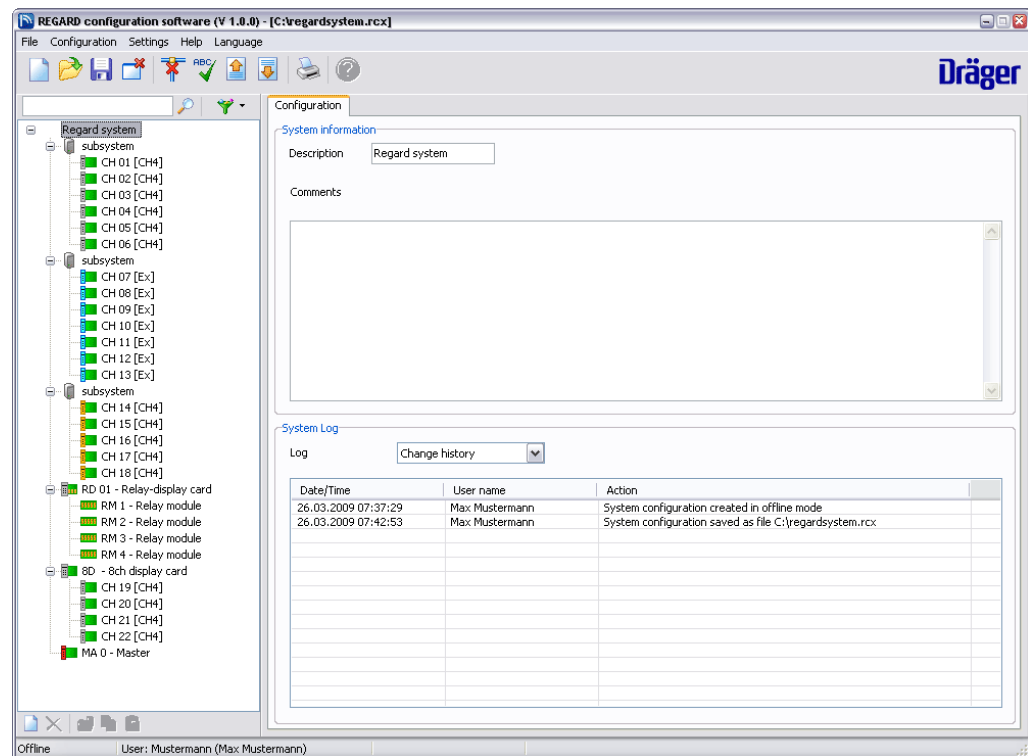 REGARD configuration software (V 1.0.0) - [C:\regardsystem.rcx]
File Configuration Settings Help Language
ABC
Dräger
Configuration
Regard system
subsystem
CH 01 [CH4]
CH 02 [CH4]
CH 03 [CH4]
CH 04 [CH4]
CH 05 [CH4]
CH 06 [CH4]
subsystem
CH 07 [Ex]
CH 08 [Ex]
CH 09 [Ex]
CH 10 [Ex]
CH 11 [Ex]
CH 12 [Ex]
CH 13 [Ex]
subsystem
CH 14 [CH4]
CH 15 [CH4]
CH 16 [CH4]
CH 17 [CH4]
CH 18 [CH4]
RD 01 - Relay-display card
RM 1 - Relay module
RM 2 - Relay module
RM 3 - Relay module
RM 4 - Relay module
8D - 8ch display card
CH 19 [CH4]
CH 20 [CH4]
CH 21 [CH4]
CH 22 [CH4]
MA 0 - Master
System information
Description Regard system
Comments
System Log
Log Change history
Date/Time User name Action
26.03.2009 07:37:29 Max Mustermann System configuration created in offline mode
26.03.2009 07:42:53 Max Mustermann System configuration saved as file C:\regardsystem.rcx
Offline User: Mustermann (Max Mustermann)